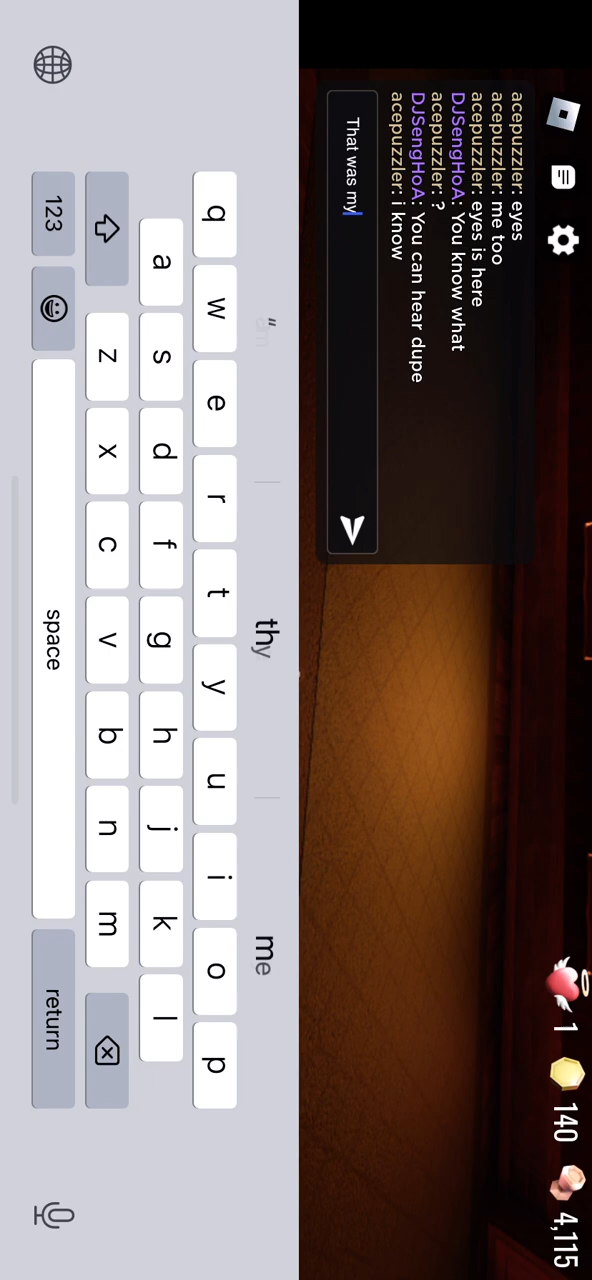 acepuzzler: eyes
acepuzzler: me too
acepuzzler: eyes is here
DJSengHoA: You know what
acepuzzler: ?
DJSengHoA: You can hear dupe
acepuzzler: i know
That was my
1 140 4,115
thy me
q w e r t y u i o p
a s d f g h j k l
z x c v b n m
123 space return